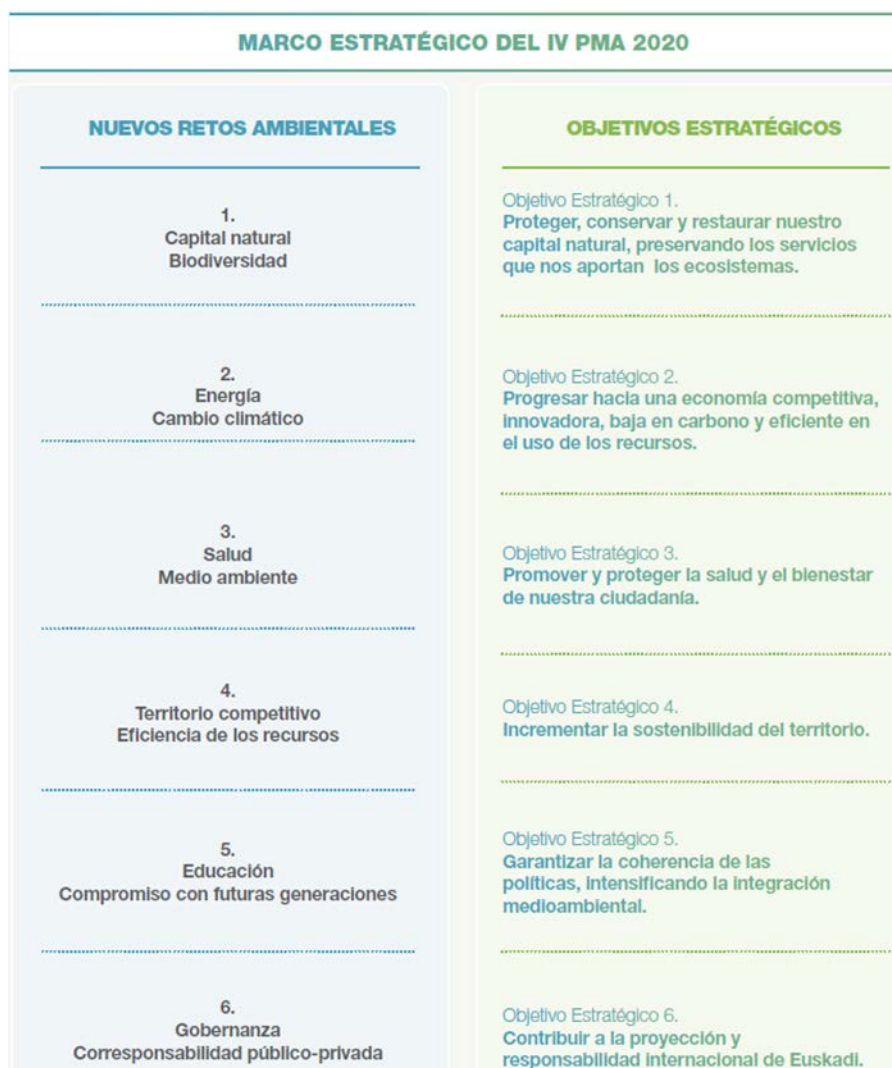 MARCO ESTRATÉGICO DEL IV PMA 2020
NUEVOS RETOS AMBIENTALES
1.
Capital natural
Biodiversidad
2.
Energía
Cambio climático
3.
Salud
Medio ambiente
4.
Territorio competitivo
Eficiencia de los recursos
5.
Educación
Compromiso con futuras generaciones
6.
Gobernanza
Corresponsabilidad público-privada
OBJETIVOS ESTRATÉGICOS
Objetivo Estratégico 1.
Proteger, conservar y restaurar nuestro
capital natural, preservando los servicios
que nos aportan los ecosistemas.
Objetivo Estratégico 2.
Progresar hacia una economía competitiva,
innovadora, baja en carbono y eficiente en
el uso de los recursos.
Objetivo Estratégico 3.
Promover y proteger la salud y el bienestar
de nuestra ciudadanía.
Objetivo Estratégico 4.
Incrementar la sostenibilidad del territorio.
Objetivo Estratégico 5.
Garantizar la coherencia de las
políticas, intensificando la integración
medioambiental.
Objetivo Estratégico 6.
Contribuir a la proyección y
responsabilidad internacional de Euskadi.